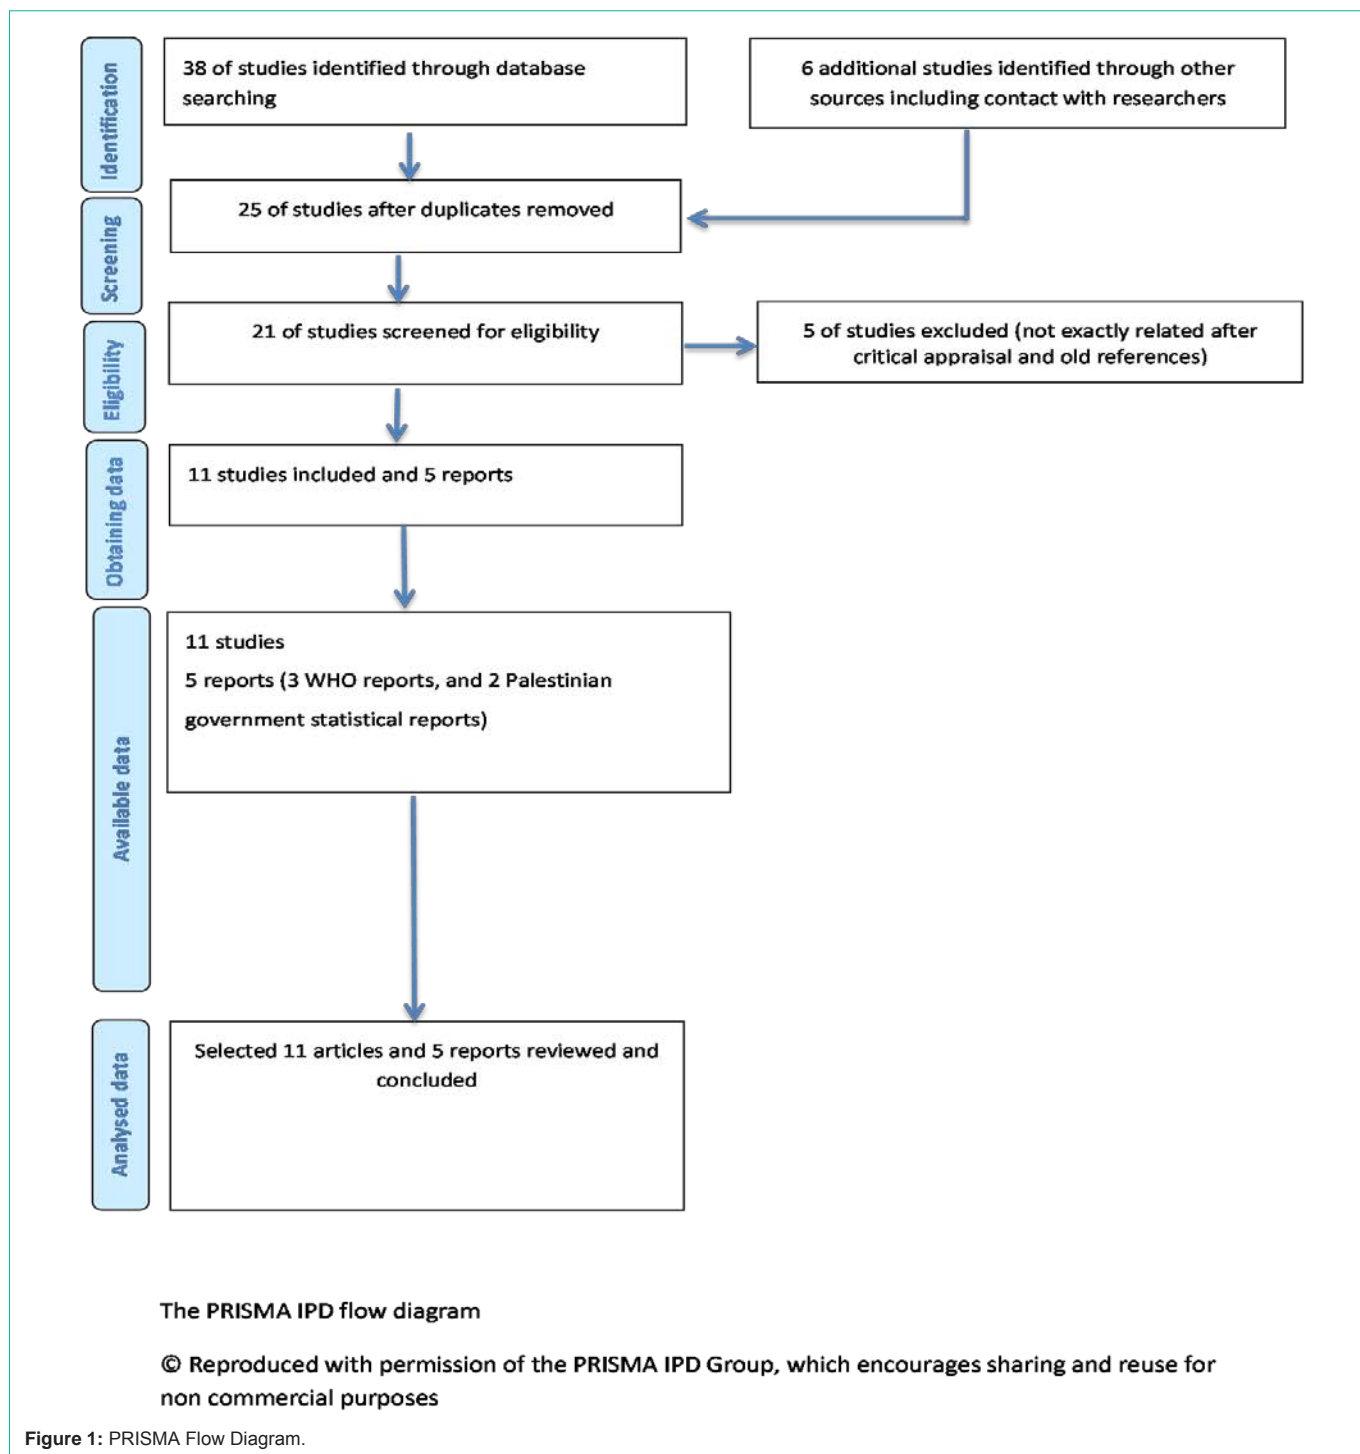 Identification
38 of studies identified through database
searching
6 additional studies identified through other
sources including contact with researchers
Screening
25 of studies after duplicates removed
Eligibility
21 of studies screened for eligibility
5 of studies excluded (not exactly related after
critical appraisal and old references)
Obtaining data
11 studies included and 5 reports
Available data
11 studies
5 reports (3 WHO reports, and 2 Palestinian
government statistical reports)
Analysed data
Selected 11 articles and 5 reports reviewed and
concluded
The PRISMA IPD flow diagram
© Reproduced with permission of the PRISMA IPD Group, which encourages sharing and reuse for
non commercial purposes
Figure 1: PRISMA Flow Diagram.